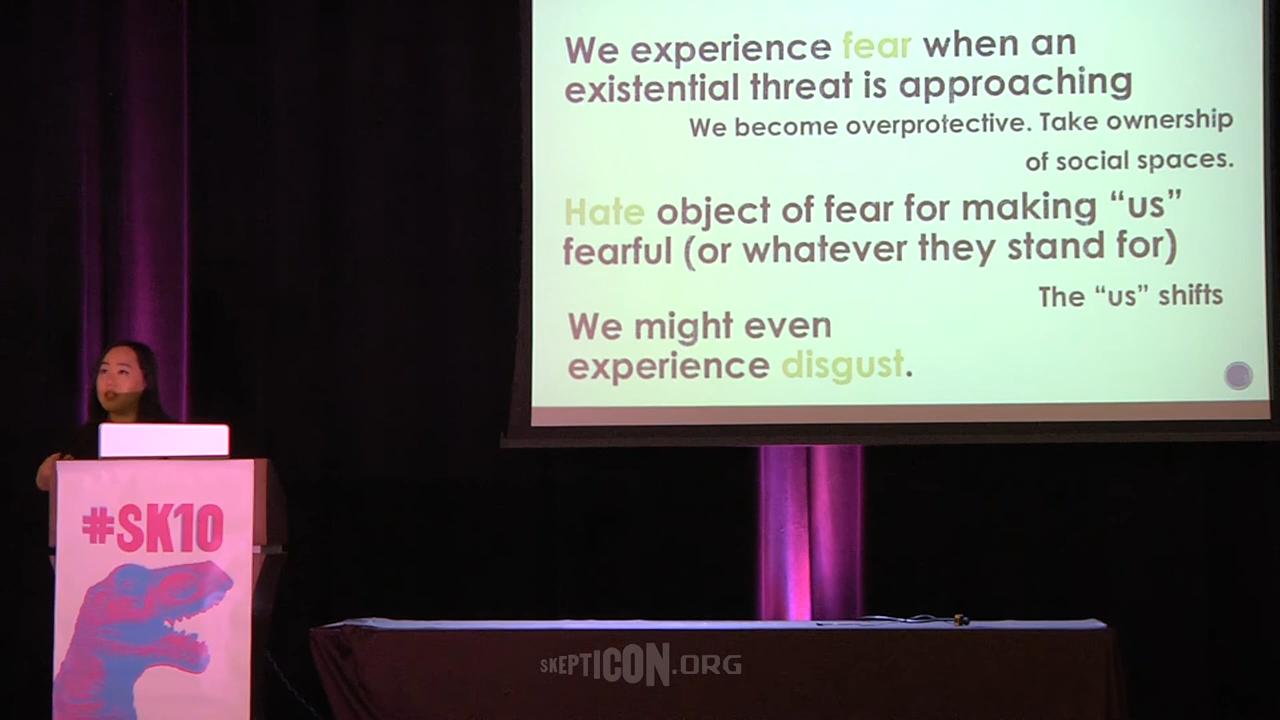 We experience fear when an
existential threat is approaching
We become overprotective. Take ownership
of social spaces.
Hate object of fear for making “us”
fearful (or whatever they stand for)
The “us” shifts
We might even
experience disgust.
#SK10
SKEPTICON.ORG